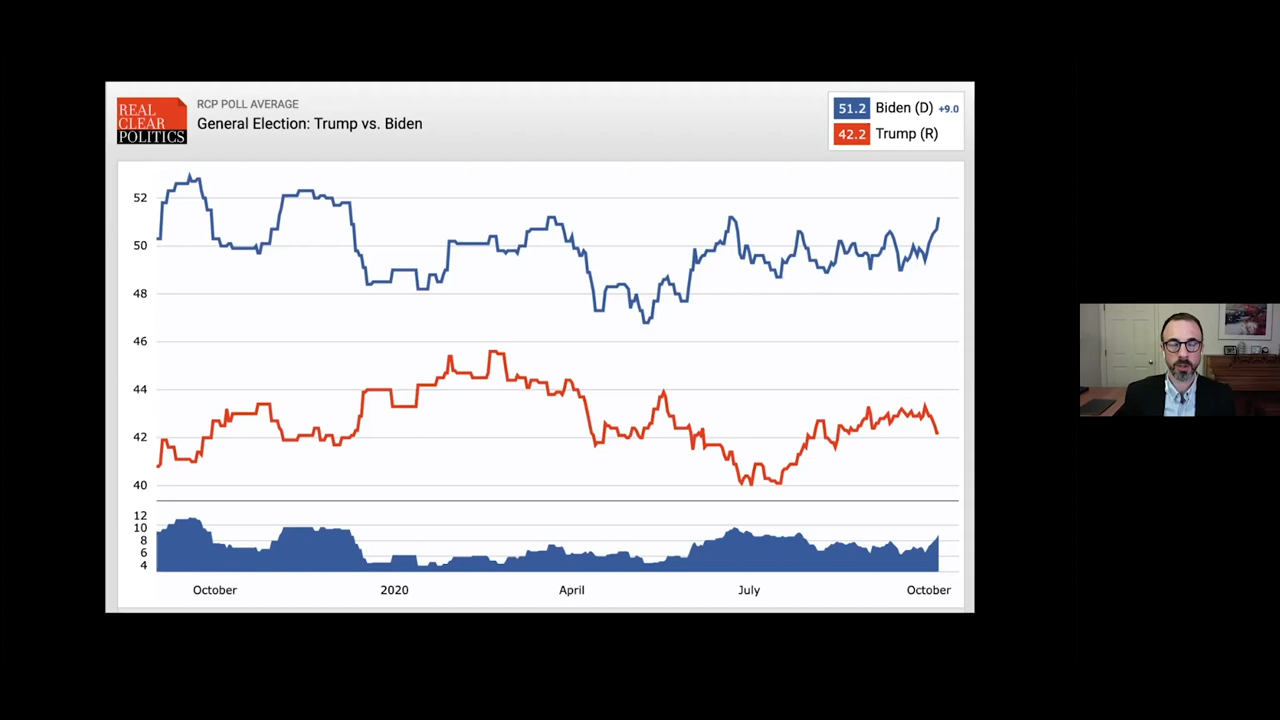 REAL
CLEAR
POLITICS
RCP POLL AVERAGE
General Election: Trump vs. Biden
51.2 Biden (D) +9.0
42.2 Trump (R)
52
50
48
46
44
42
40
12
10
8
6
4
October 2020 April July October